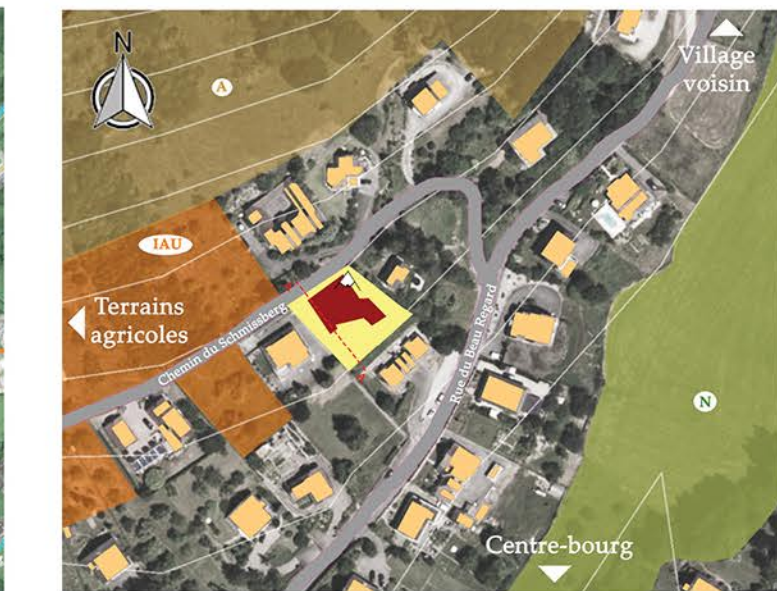 N
Village
voisin
A
IAU
Terrains
agricoles
Chemin du Schmissberg
Rue du Beau Regard
N
Centre-bourg